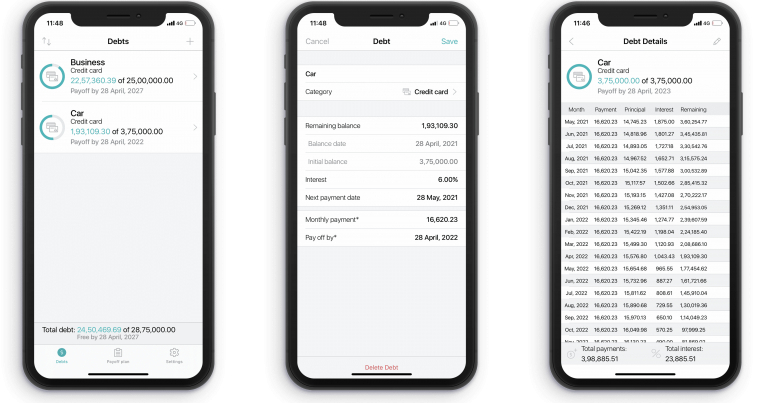 11:48
4G
Debts
Business
Credit card
22,57,360.39 of 25,00,000.00
Payoff by 28 April, 2027
Car
Credit card
1,93,109.30 of 3,75,000.00
Payoff by 28 April, 2022
Total debt: 24,50,469.69 of 28,75,000.00
Free by 28 April, 2027
Debts Payoff plan Settings
11:48
4G
Cancel Debt Save
Car
Category Credit card
Remaining balance 1,93,109.30
Balance date 28 April, 2021
Initial balance 3,75,000.00
Interest 6.00%
Next payment date 28 May, 2021
Monthly payment* 16,620.23
Pay off by* 28 April, 2022
Delete Debt
11:46
4G
Debt Details
Car
Credit card
3,75,000.00 of 3,75,000.00
Payoff by 28 April, 2023
Month Payment Principal Interest Remaining
May, 2021 16,620.23 14,745.23 1,875.00 3,60,254.77
Jun, 2021 16,620.23 14,818.96 1,801.27 3,45,435.81
Jul, 2021 16,620.23 14,893.05 1,727.18 3,30,542.76
Aug, 2021 16,620.23 14,967.52 1,652.71 3,15,575.24
Sep, 2021 16,620.23 15,042.35 1,577.88 3,00,532.89
Oct, 2021 16,620.23 15,117.57 1,502.66 2,85,415.32
Nov, 2021 16,620.23 15,193.15 1,427.08 2,70,222.17
Dec, 2021 16,620.23 15,269.12 1,351.11 2,54,953.05
Jan, 2022 16,620.23 15,345.46 1,274.77 2,39,607.59
Feb, 2022 16,620.23 15,422.19 1,198.04 2,24,185.40
Mar, 2022 16,620.23 15,499.30 1,120.93 2,08,686.10
Apr, 2022 16,620.23 15,576.80 1,043.43 1,93,109.30
May, 2022 16,620.23 15,654.68 965.55 1,77,454.62
Jun, 2022 16,620.23 15,732.96 887.27 1,61,721.66
Jul, 2022 16,620.23 15,811.62 808.61 1,45,910.04
Aug, 2022 16,620.23 15,890.68 729.55 1,30,019.36
Sep, 2022 16,620.23 15,970.13 650.10 1,14,049.23
Oct, 2022 16,620.23 16,049.98 570.25 97,999.25
Total payments: Total interest:
3,98,885.51 23,885.51